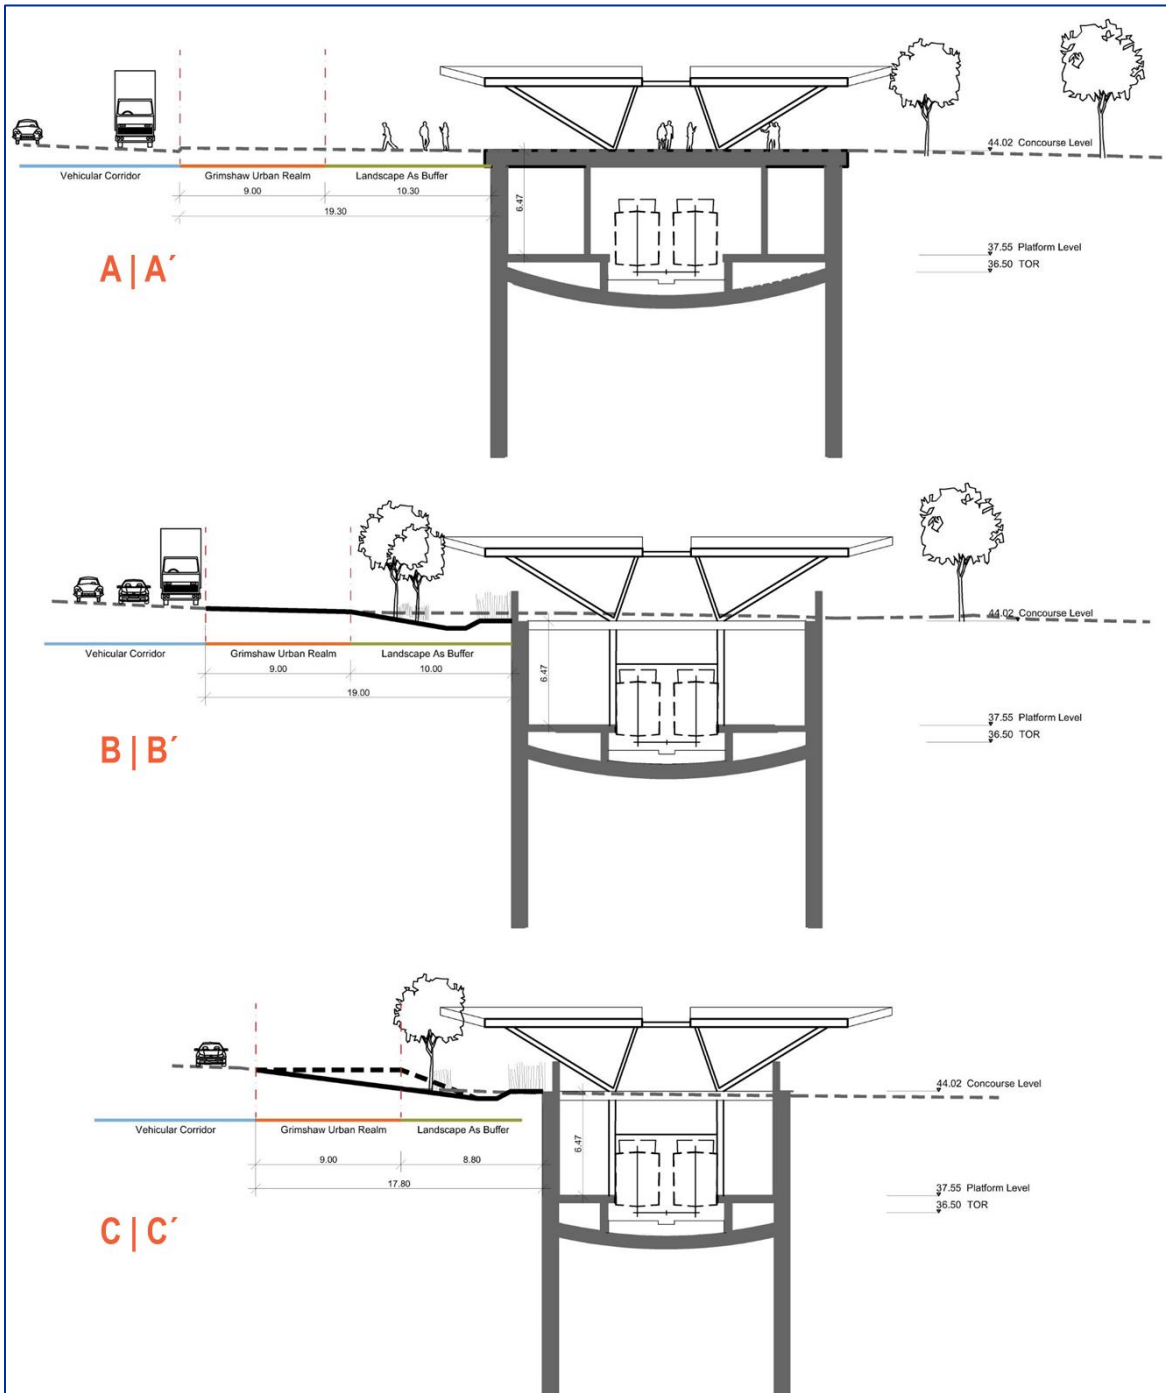 44.02 Concourse Level
Vehicular Corridor Grimshaw Urban Realm Landscape As Buffer
9.00 10.30
6.47
19.30
37.55 Platform Level
36.50 TOR
A | A´
44.02 Concourse Level
Vehicular Corridor Grimshaw Urban Realm Landscape As Buffer
9.00 10.00
6.47
19.00
37.55 Platform Level
36.50 TOR
B | B´
44.02 Concourse Level
Vehicular Corridor Grimshaw Urban Realm Landscape As Buffer
9.00 8.80
6.47
17.80
37.55 Platform Level
36.50 TOR
C | C´